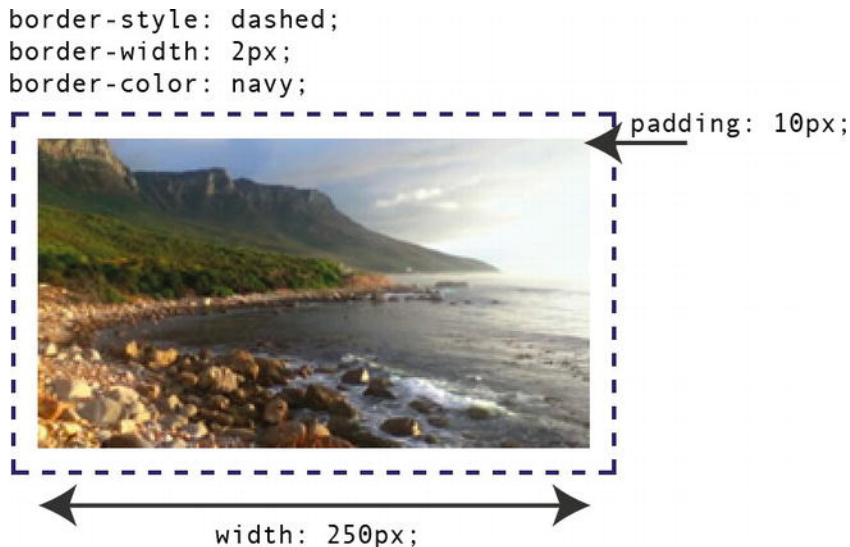 border-style: dashed;
border-width: 2px;
border-color: navy;
padding: 10px;
width: 250px;